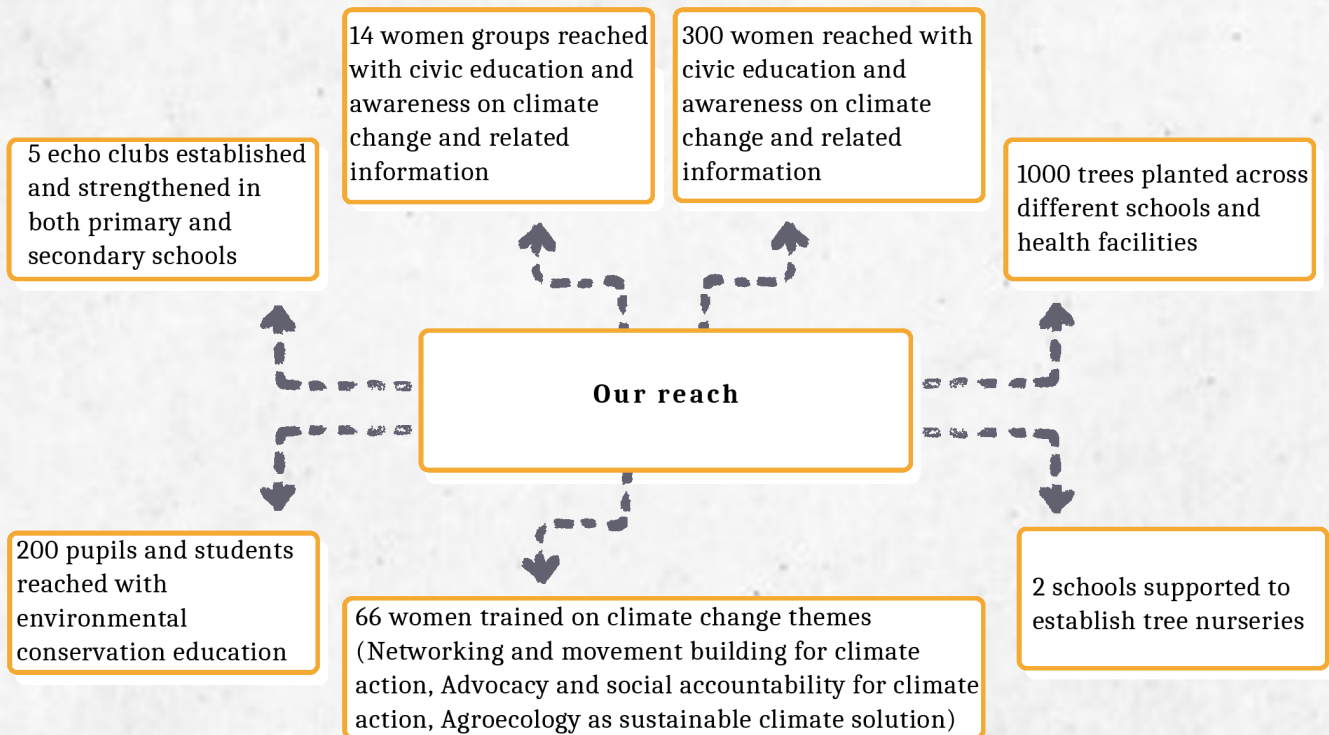 14 women groups reached
with civic education and
awareness on climate
change and related
information
300 women reached with
civic education and
awareness on climate
change and related
information
5 echo clubs established
and strengthened in
both primary and
secondary schools
1000 trees planted across
different schools and
health facilities
Our reach
200 pupils and students
reached with
environmental
conservation education
66 women trained on climate change themes
(Networking and movement building for climate
action, Advocacy and social accountability for climate
action, Agroecology as sustainable climate solution)
2 schools supported to
establish tree nurseries